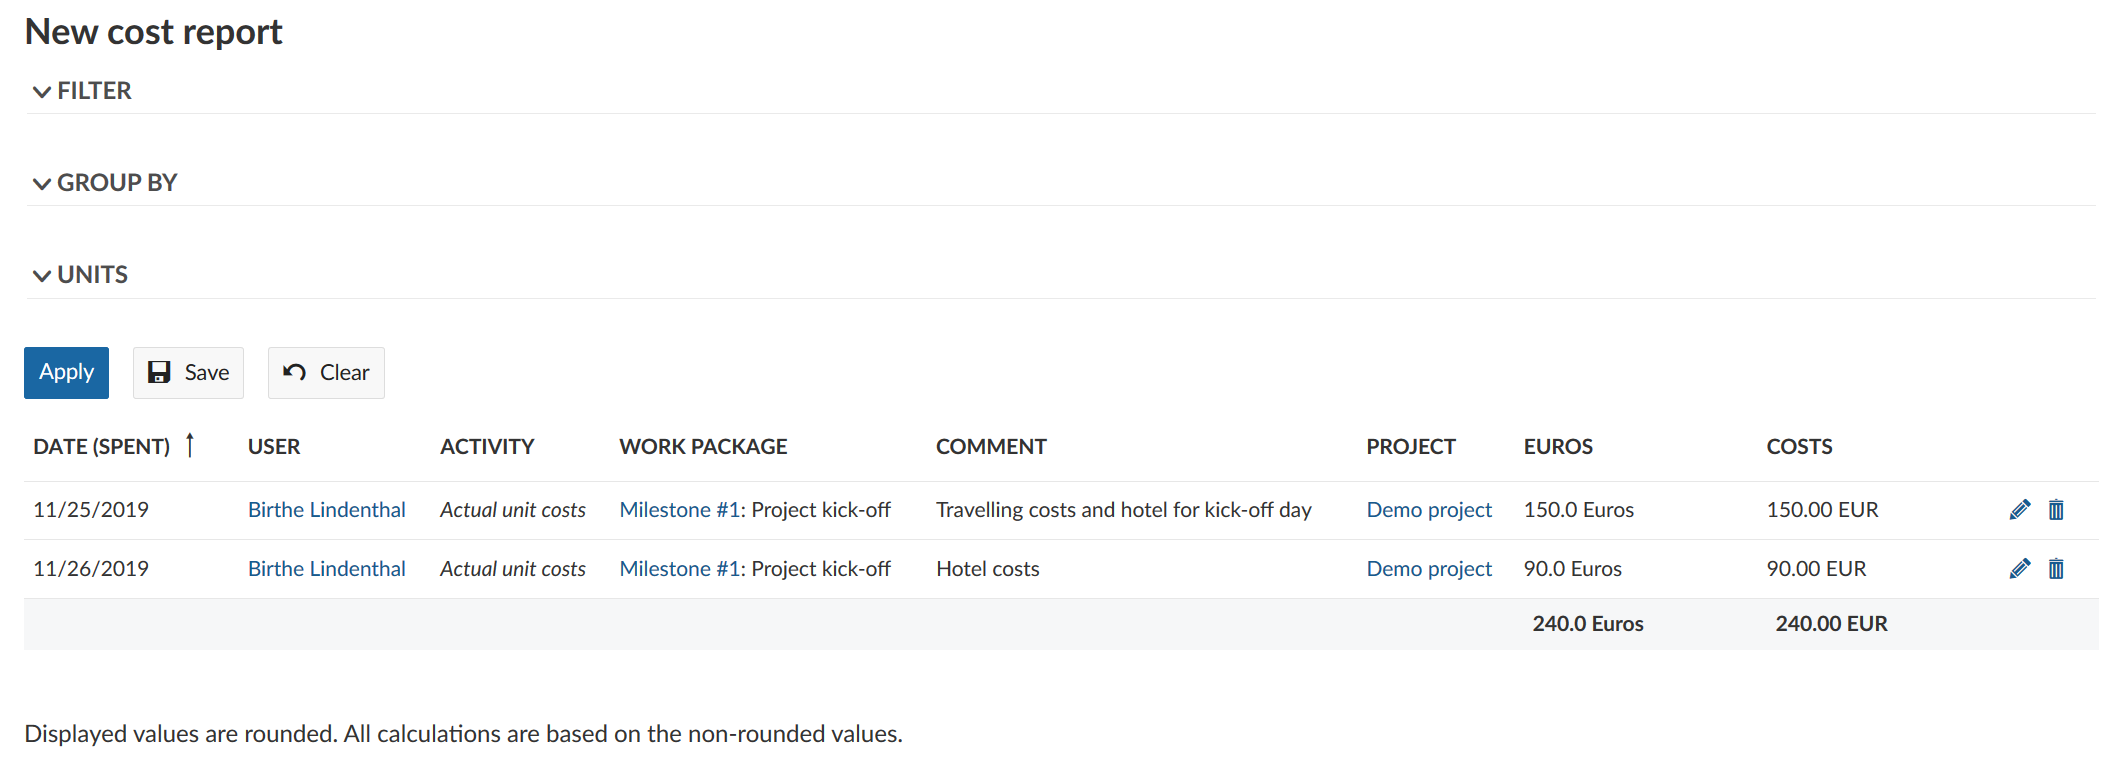 New cost report
FILTER
GROUP BY
UNITS
Apply Save Clear
DATE (SPENT) USER ACTIVITY WORK PACKAGE COMMENT PROJECT EUROS COSTS
11/25/2019 Birthe Lindenthal Actual unit costs Milestone #1: Project kick-off Travelling costs and hotel for kick-off day Demo project 150.0 Euros 150.00 EUR
11/26/2019 Birthe Lindenthal Actual unit costs Milestone #1: Project kick-off Hotel costs Demo project 90.0 Euros 90.00 EUR
240.0 Euros 240.00 EUR
Displayed values are rounded. All calculations are based on the non-rounded values.